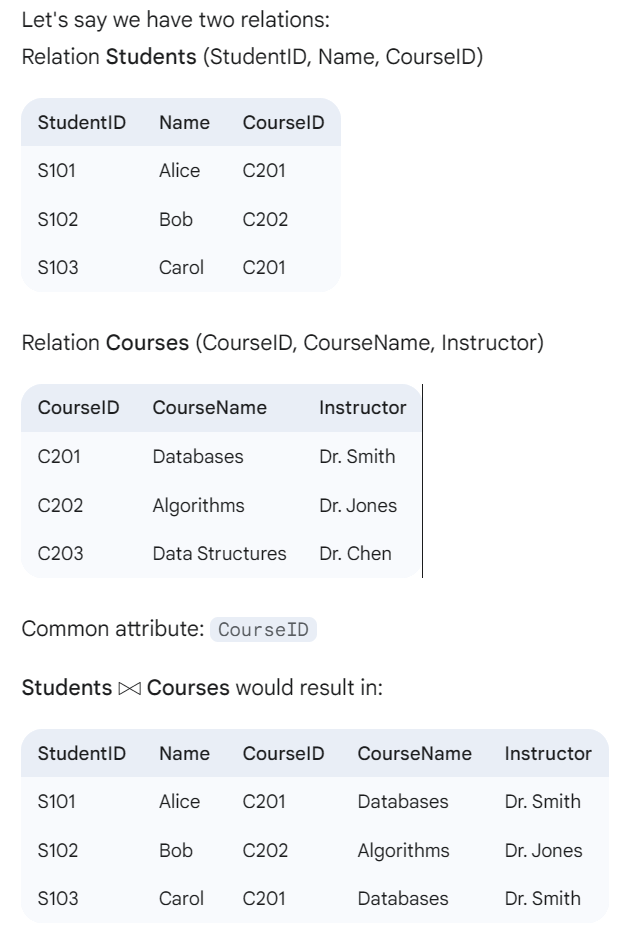 Let's say we have two relations:
Relation Students (StudentID, Name, CourseID)
StudentID Name CourseID
S101 Alice C201
S102 Bob C202
S103 Carol C201
Relation Courses (CourseID, CourseName, Instructor)
CourseID CourseName Instructor
C201 Databases Dr. Smith
C202 Algorithms Dr. Jones
C203 Data Structures Dr. Chen
Common attribute: CourseID
Students ⋈ Courses would result in:
StudentID Name CourseID CourseName Instructor
S101 Alice C201 Databases Dr. Smith
S102 Bob C202 Algorithms Dr. Jones
S103 Carol C201 Databases Dr. Smith